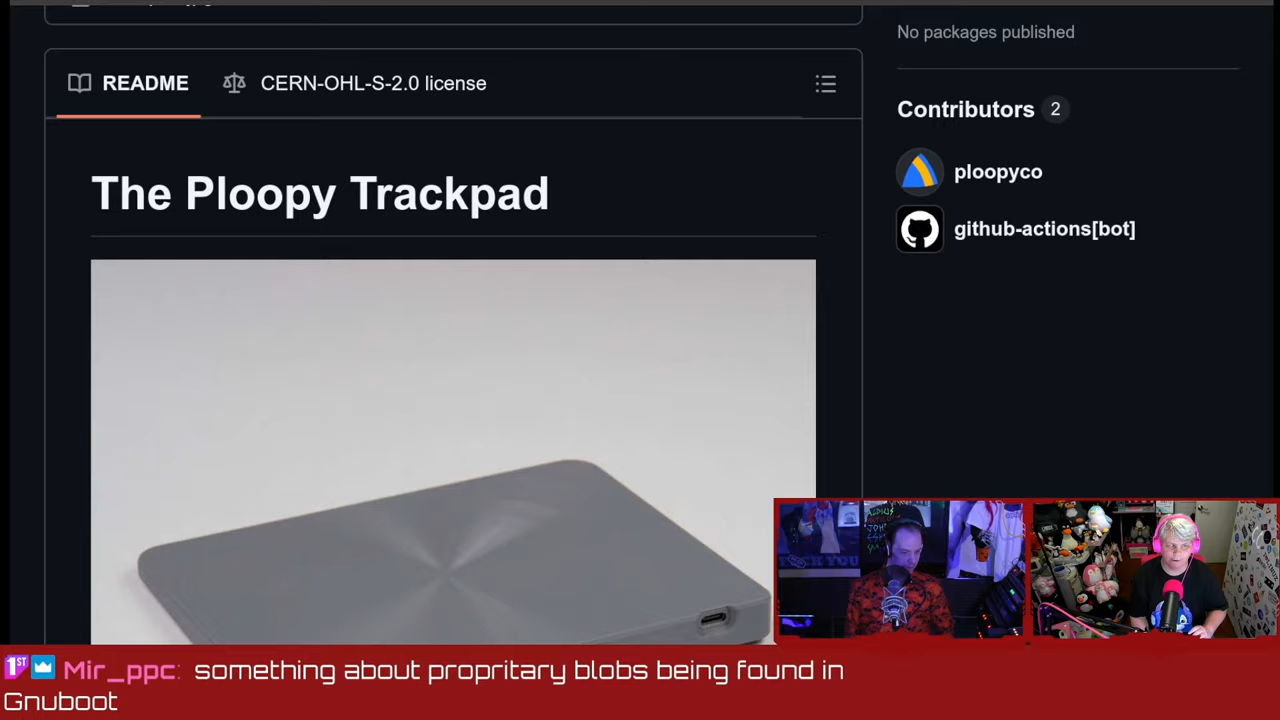 No packages published
README
CERN-OHL-S-2.0 license
Contributors 2
ploopyco
The Ploopy Trackpad
github-actions[bot]
1ST Mir_ppc: something about propritary blobs being found in
Gnuboot